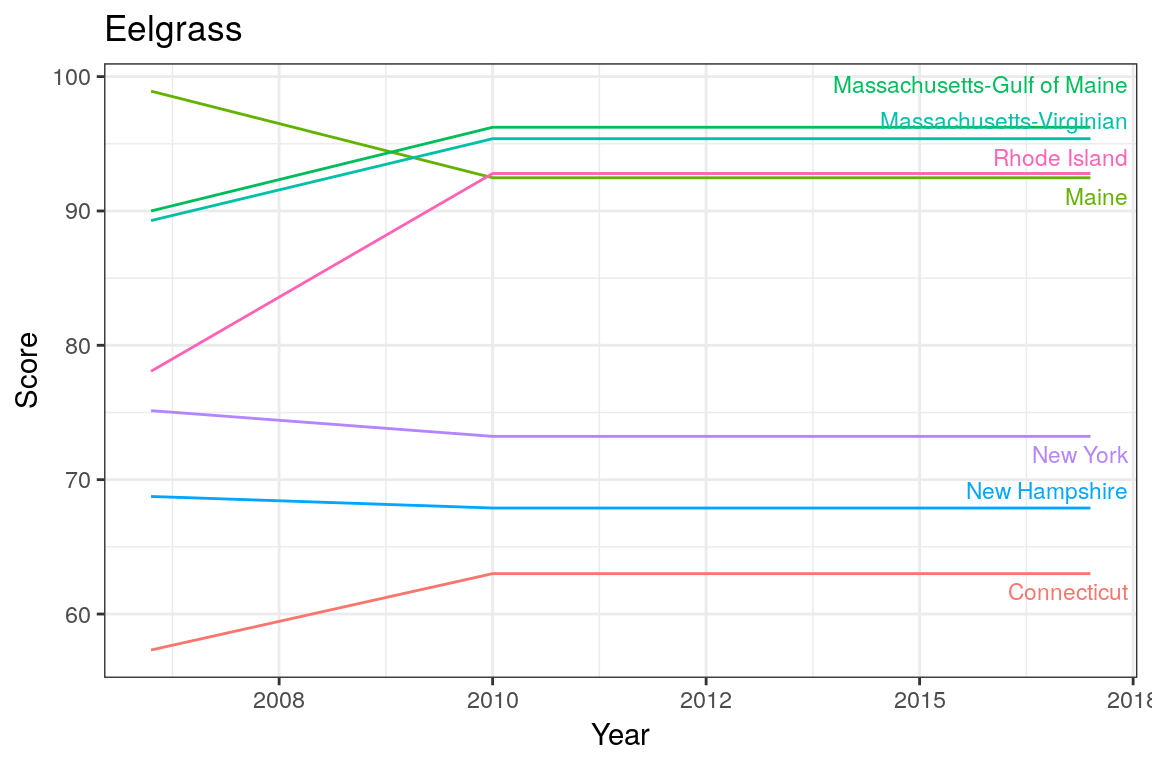 Eelgrass
100
Massachusetts-Gulf of Maine
Massachusetts-Virginian
Rhode Island
Maine
90
80
New York
70
New Hampshire
Connecticut
60
Score
2008
2010
2012
2015
2018
Year